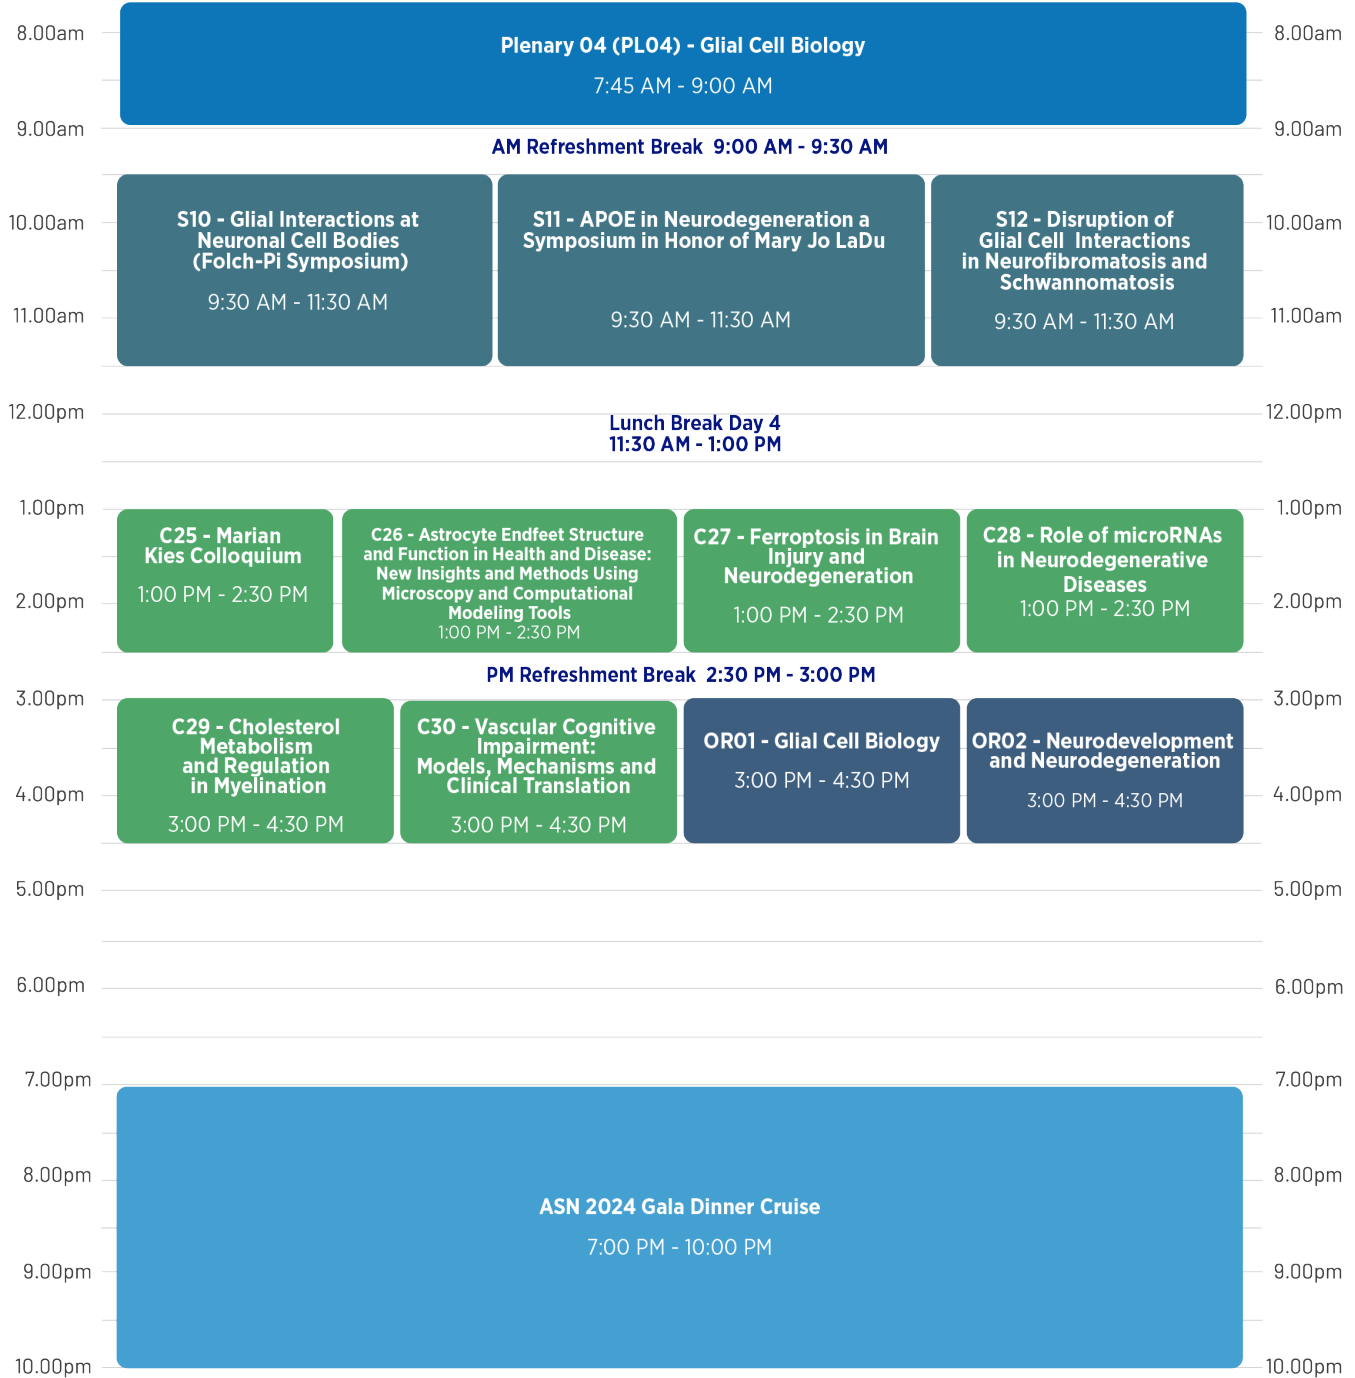 8.00am
8.00am
Plenary 04 (PL04) - Glial Cell Biology
7:45 AM - 9:00 AM
9.00am
9.00am
AM Refreshment Break  9:00 AM - 9:30 AM
10.00am
10.00am
S10 - Glial Interactions at
Neuronal Cell Bodies
(Folch-Pi Symposium)
9:30 AM - 11:30 AM
S11 - APOE in Neurodegeneration a
Symposium in Honor of Mary Jo LaDu
9:30 AM - 11:30 AM
S12 - Disruption of
Glial Cell  Interactions
in Neurofibromatosis and
Schwannomatosis
9:30 AM - 11:30 AM
11.00am
11.00am
12.00pm
12.00pm
Lunch Break Day 4
11:30 AM - 1:00 PM
1.00pm
1.00pm
C25 - Marian
Kies Colloquium
1:00 PM - 2:30 PM
C26 - Astrocyte Endfeet Structure
and Function in Health and Disease:
New Insights and Methods Using
Microscopy and Computational
Modeling Tools
1:00 PM - 2:30 PM
C27 - Ferroptosis in Brain
Injury and
Neurodegeneration
1:00 PM - 2:30 PM
C28 - Role of microRNAs
in Neurodegenerative
Diseases
1:00 PM - 2:30 PM
2.00pm
2.00pm
PM Refreshment Break  2:30 PM - 3:00 PM
3.00pm
3.00pm
C29 - Cholesterol
Metabolism
and Regulation
in Myelination
3:00 PM - 4:30 PM
C30 - Vascular Cognitive
Impairment:
Models, Mechanisms and
Clinical Translation
3:00 PM - 4:30 PM
OR01 - Glial Cell Biology
3:00 PM - 4:30 PM
OR02 - Neurodevelopment
and Neurodegeneration
3:00 PM - 4:30 PM
4.00pm
4.00pm
5.00pm
5.00pm
6.00pm
6.00pm
7.00pm
7.00pm
8.00pm
8.00pm
ASN 2024 Gala Dinner Cruise
7:00 PM - 10:00 PM
9.00pm
9.00pm
10.00pm
10.00pm